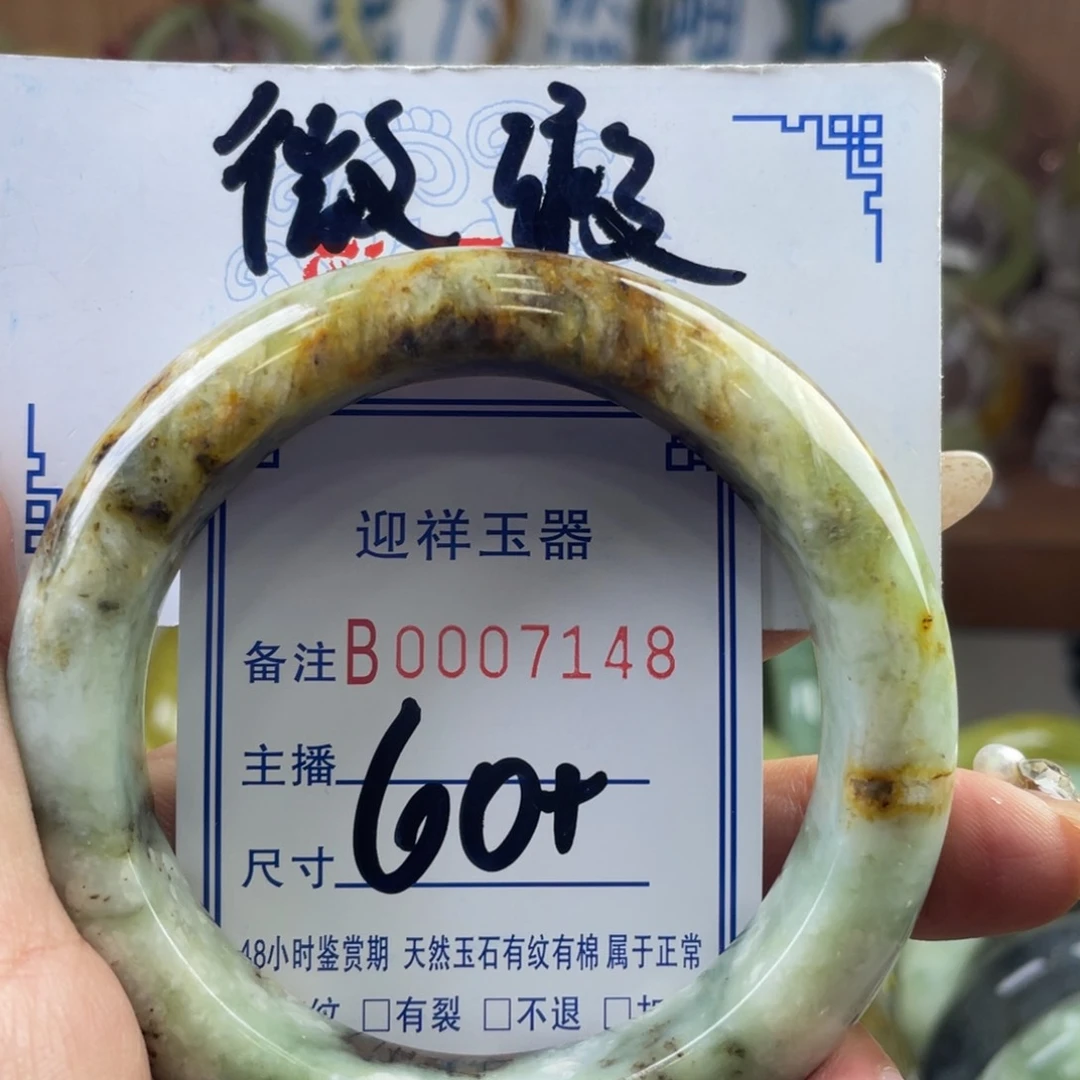 微瑕
迎祥玉器
备注B0007148
主播
60+
尺寸
48小时鉴赏期 天然玉石有纹有棉 属于正常
纹 □有裂 □不退 □